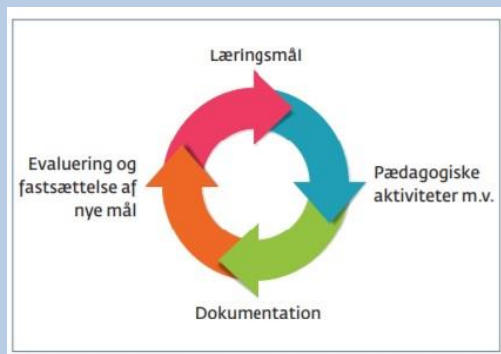 Læringsmål
Pædagogiske
aktiviteter m.v.
Dokumentation
Evaluering og
fastsættelse af
nye mål